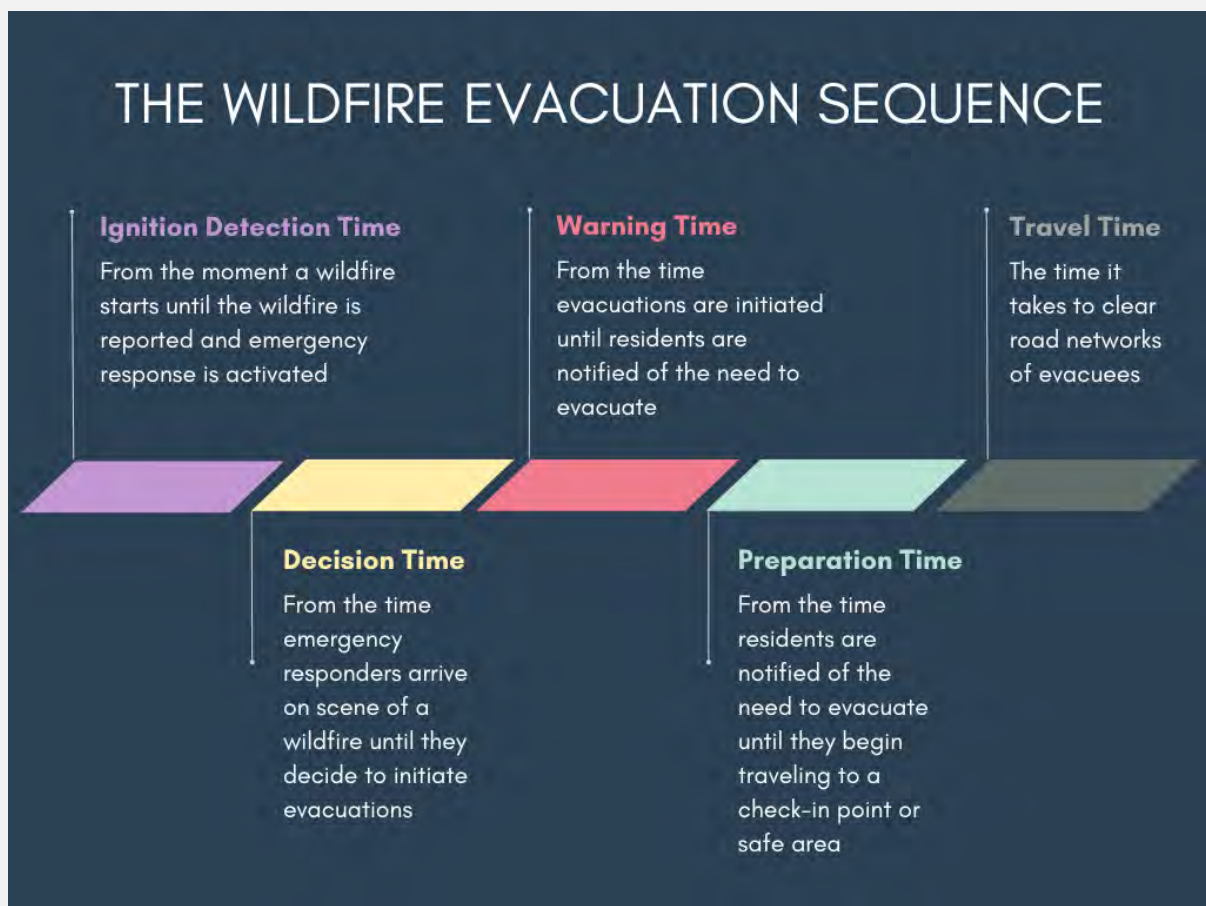 THE WILDFIRE EVACUATION SEQUENCE
Ignition Detection Time
From the moment a wildfire
starts until the wildfire is
reported and emergency
response is activated
Decision Time
From the time
emergency
responders arrive
on scene of a
wildfire until they
decide to initiate
evacuations
Warning Time
From the time
evacuations are initiated
until residents are
notified of the need to
evacuate
Preparation Time
From the time
residents are
notified of the
need to evacuate
until they begin
traveling to a
check-in point or
safe area
Travel Time
The time it
takes to clear
road networks
of evacuees